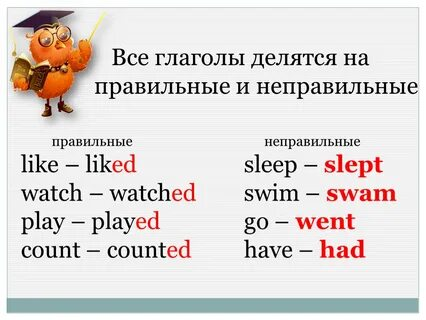 Все глаголы делятся на
правильные и неправильные
правильные
like – liked
watch – watched
play – played
count – counted
неправильные
sleep – slept
swim – swam
go – went
have – had